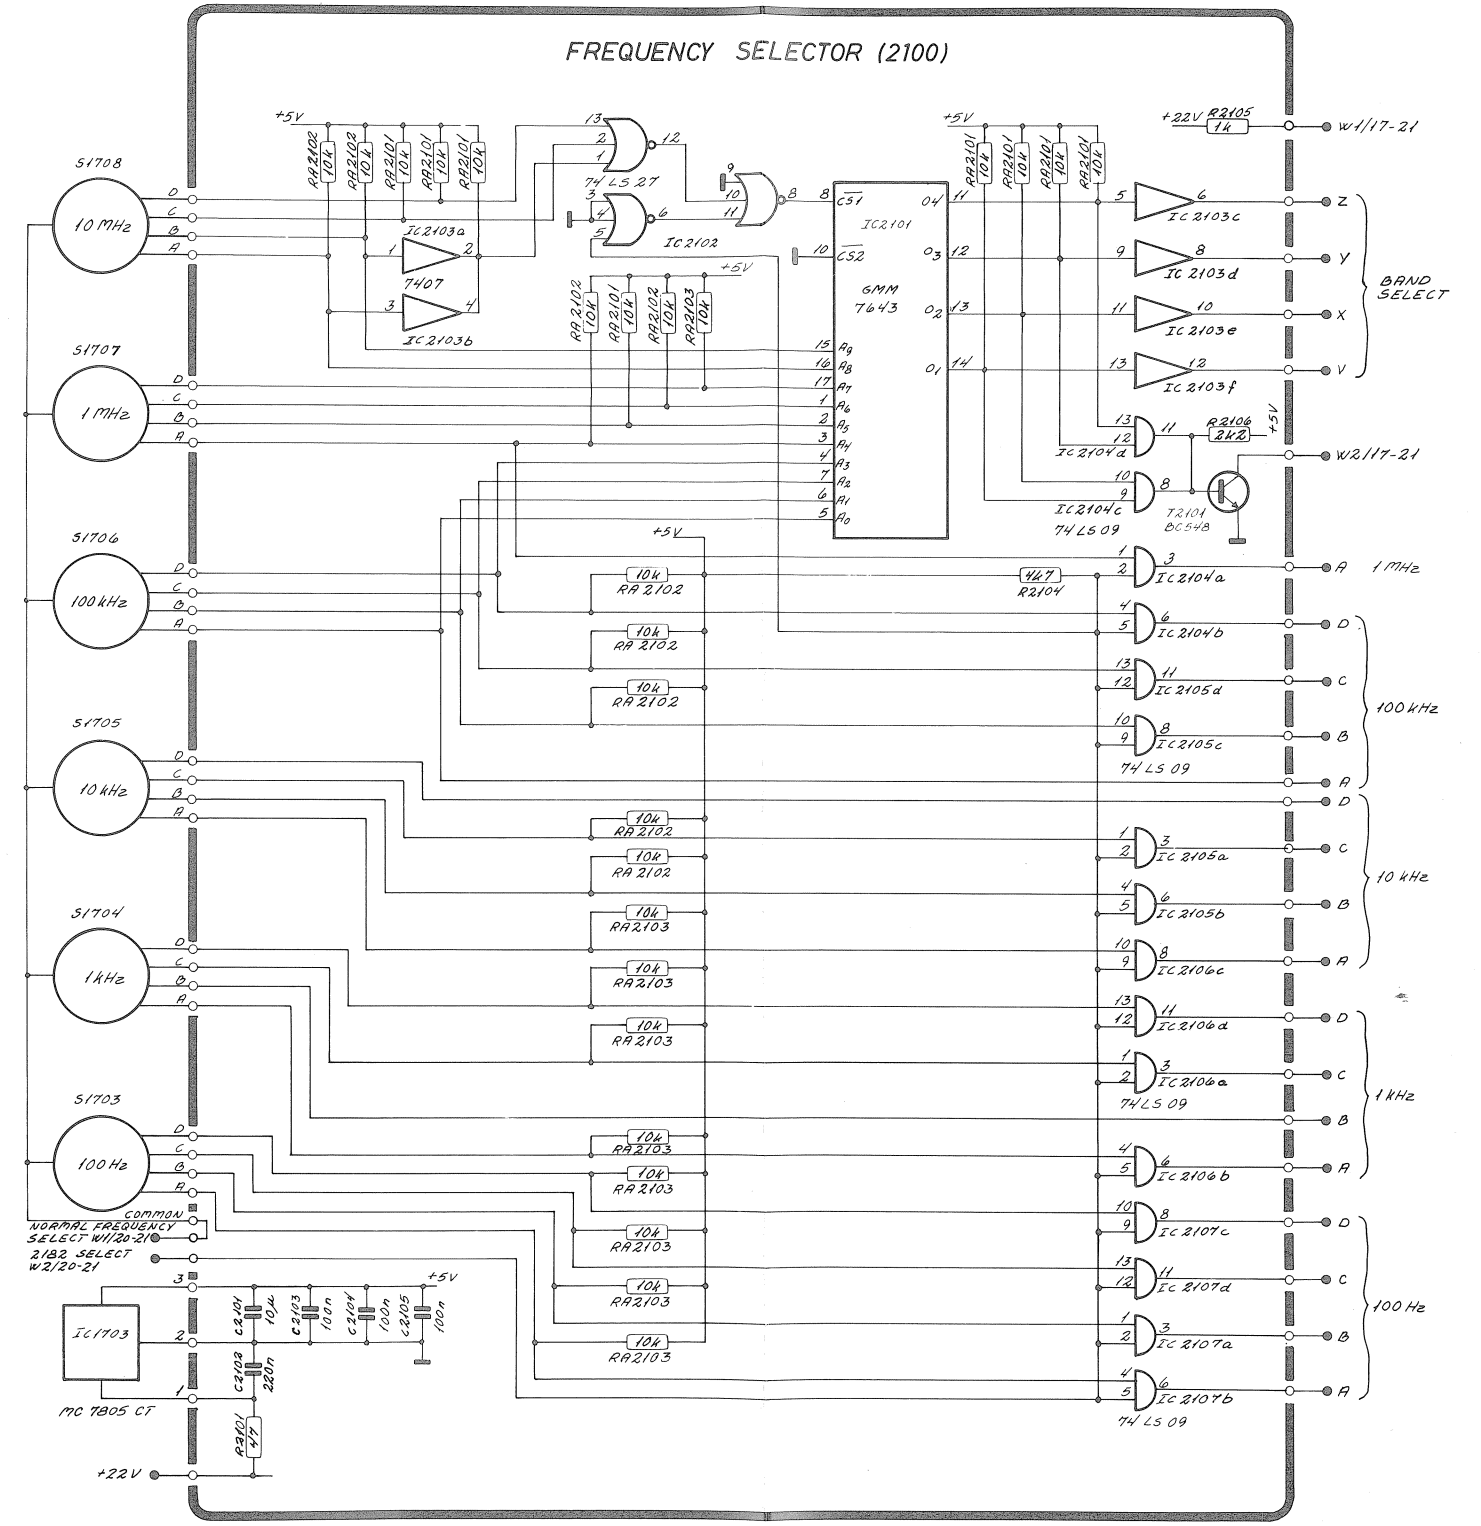 FREQUENCY SELECTOR (2100)
+5V
RA2102 10k
RA2102 10k
RA2101 10k
RA2101 10k
RA2101 10k
13
2
1
12
74 LS 27
3
4
5
6
IC2102
9
10
11
8
+5V
RA2101 10k
RA2101 10k
RA2101 10k
RA2101 10k
+22V
R2105
1k
W1/17-21
S1708
10 MHz
D
C
B
A
IC2103a
1
2
7407
3
4
IC2103b
8 CS1
10 CS2
IC2101
GMM
7643
O4 11
O3 12
O2 13
O1 14
15 A9
16 A8
17 A7
1 A6
2 A5
3 A4
4 A3
7 A2
6 A1
5 A0
5
6
IC2103c
Z
9
8
IC2103d
Y
11
10
IC2103e
X
13
12
IC2103f
V
BAND
SELECT
+5V
RA2102 10k
RA2101 10k
RA2102 10k
RA2103 10k
13
12
11
IC2104d
R2106
2k2
+5V
W2/17-21
10
9
8
IC2104c
74 LS 09
T2101
BC548
S1707
1 MHz
D
C
B
A
S1706
100 kHz
D
C
B
A
+5V
10k
RA2102
10k
RA2102
10k
RA2102
4k7
R2104
1
2
3
IC2104a
A 1 MHz
4
5
6
IC2104b
D
13
12
11
IC2105d
C
10
9
8
IC2105c
74 LS 09
B
A
100 kHz
S1705
10 kHz
D
C
B
A
10k
RA2102
10k
RA2102
10k
RA2103
D
1
2
3
IC2105a
C
4
5
6
IC2105b
B
10
9
8
IC2106c
A
10 kHz
S1704
1 kHz
D
C
B
A
10k
RA2103
10k
RA2103
13
12
11
IC2106d
D
1
2
3
IC2106a
74 LS 09
C
B
4
5
6
IC2106b
A
1 kHz
S1703
100 Hz
D
C
B
A
10k
RA2103
10k
RA2103
10k
RA2103
10k
RA2103
10k
RA2103
10
9
8
IC2107c
D
13
12
11
IC2107d
C
1
2
3
IC2107a
B
4
5
6
IC2107b
74 LS 09
A
100 Hz
COMMON
NORMAL FREQUENCY
SELECT W1/20-21
2182 SELECT
W2/20-21
IC1703
3
2
1
MC 7805 CT
+5V
C2101 10µ
C2103 100n
C2104 100n
C2105 100n
C2102 220n
R2101 47
+22V